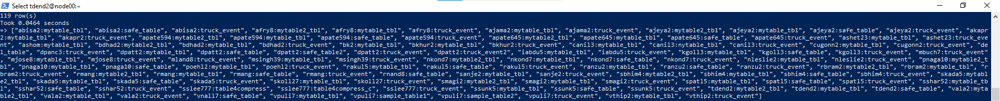 Select tdend2@node00:~
119 row(s)
Took 0.0464 seconds
=> ["abisa2:mytable_tbl", "abisa2:safe_table", "abisa2:truck_event", "afry8:mytable2_tbl", "afry8:mytable_tbl", "afry8:truck_event", "ajama2:mytable_tbl", "ajama2:truck_event", "ajeya2:mytable2_tbl", "ajeya2:mytable_tbl", "ajeya2:safe_table", "ajeya2:truck_event", "akapr
2:mytable_tbl", "akapr2:truck_event", "apate594:mytable2_tbl", "apate594:mytable_tbl", "apate594:safe_table", "apate594:truck_event", "apate645:mytable2_tbl", "apate645:mytable_tbl", "apate645:safe_table", "apate645:truck_event", "ashet23:mytable_tbl", "ashet23:truck_eve
nt", "ashom:mytable_tbl", "bdhad2:mytable2_tbl", "bdhad2:mytable_tbl", "bdhad2:truck_event", "bk2:mytable_tbl", "bkhur2:mytable_tbl", "bkhur2:truck_event", "canil3:mytable_tbl", "canil3:nytable_tbl", "canil3:truck_event", "cugonn2:mytable_tbl", "cugonn2:truck_event", "de
l_table", "dpanc3:truck_event", "dpatt2:mytable_tbl", "dpatt2:safe_table", "dpatt2:safe_table2", "dpatt2:truck_event", "dpatt2:truck_event2", "iabdu5:mytable_tbl", "iabdu5:truck_event", "kgoll3:mytable_tbl", "kgoll3:safe_table", "kgoll3:truck_event", "mbuch7:truck_event"
, "mjose8:mytable_tbl", "mjose8:truck_event", "mland8:truck_event", "msingh39:mytable_tbl", "msingh39:truck_event", "nkond7:mytable2_tbl", "nkond7:mytable_tbl", "nkond7:safe_table", "nkond7:truck_event", "nleslie2:mytable_tbl", "nleslie2:truck_event", "pnaga10:mytable2_t
bl", "pnaga10:mytable_tbl", "pnaga10:safe_table", "poehl2:mytable_tbl", "poehl2:truck_event", "rakul5:mytable_tbl", "rakul5:safe_table", "rakul5:truck_event", "ranzu2:mytable_tbl", "ranzu2:safe_table", "ranzu2:truck_event", "rbram2:mytable2_tbl", "rbram2:mytable_tbl", "r
bram2:truck_event", "rmang:mytable2_tbl", "rmang:mytable_tb1", "rmang:safe_table", "rmang:truck_event", "rnand8:safe_table", "sanje2:mytable_tbl", "sanje2:truck_event", "sbhim4:mytable2_tbl", "sbhim4:mytable_tbl", "sbhim4:safe_table", "sbhim4:truck_event", "skada5:mytabl
e2_tbl", "skada5:mytable_tbl", "skada5:safe_table", "skada5:truck_event", "skoll27:mytable_tbl", "skoll27:truck_event", "smagi2:mytable2_tbl", "smagi2:mytable_tbl", "smagi2:truck_event", "spatl5:mytable_tbl", "spatl5:safe_table", "spatl5:truck_event", "sshar52:mytable_tb
l", "sshar52:safe_table", "sshar52:truck_event", "sslee777:table4compress", "sslee777:table4compress_c", "sslee777:truck_event", "ssunk5:mytable_tbl", "ssunk5:safe_table", "ssunk5:truck_event", "tdend2:mytable2_tbl", "tdend2:mytable_tbl", "tdend2:safe_table", "vala2:myta
ble2_tbl", "vala2:mytable_tbl", "vala2:truck_event", "vnall7:safe_table", "vpuli7:mytable_tbl", "vpuli7:sample_table1", "vpuli7:sample_table2", "vpuli7:truck_event", "vthip2:mytable_tbl", "vthip2:truck_event"]